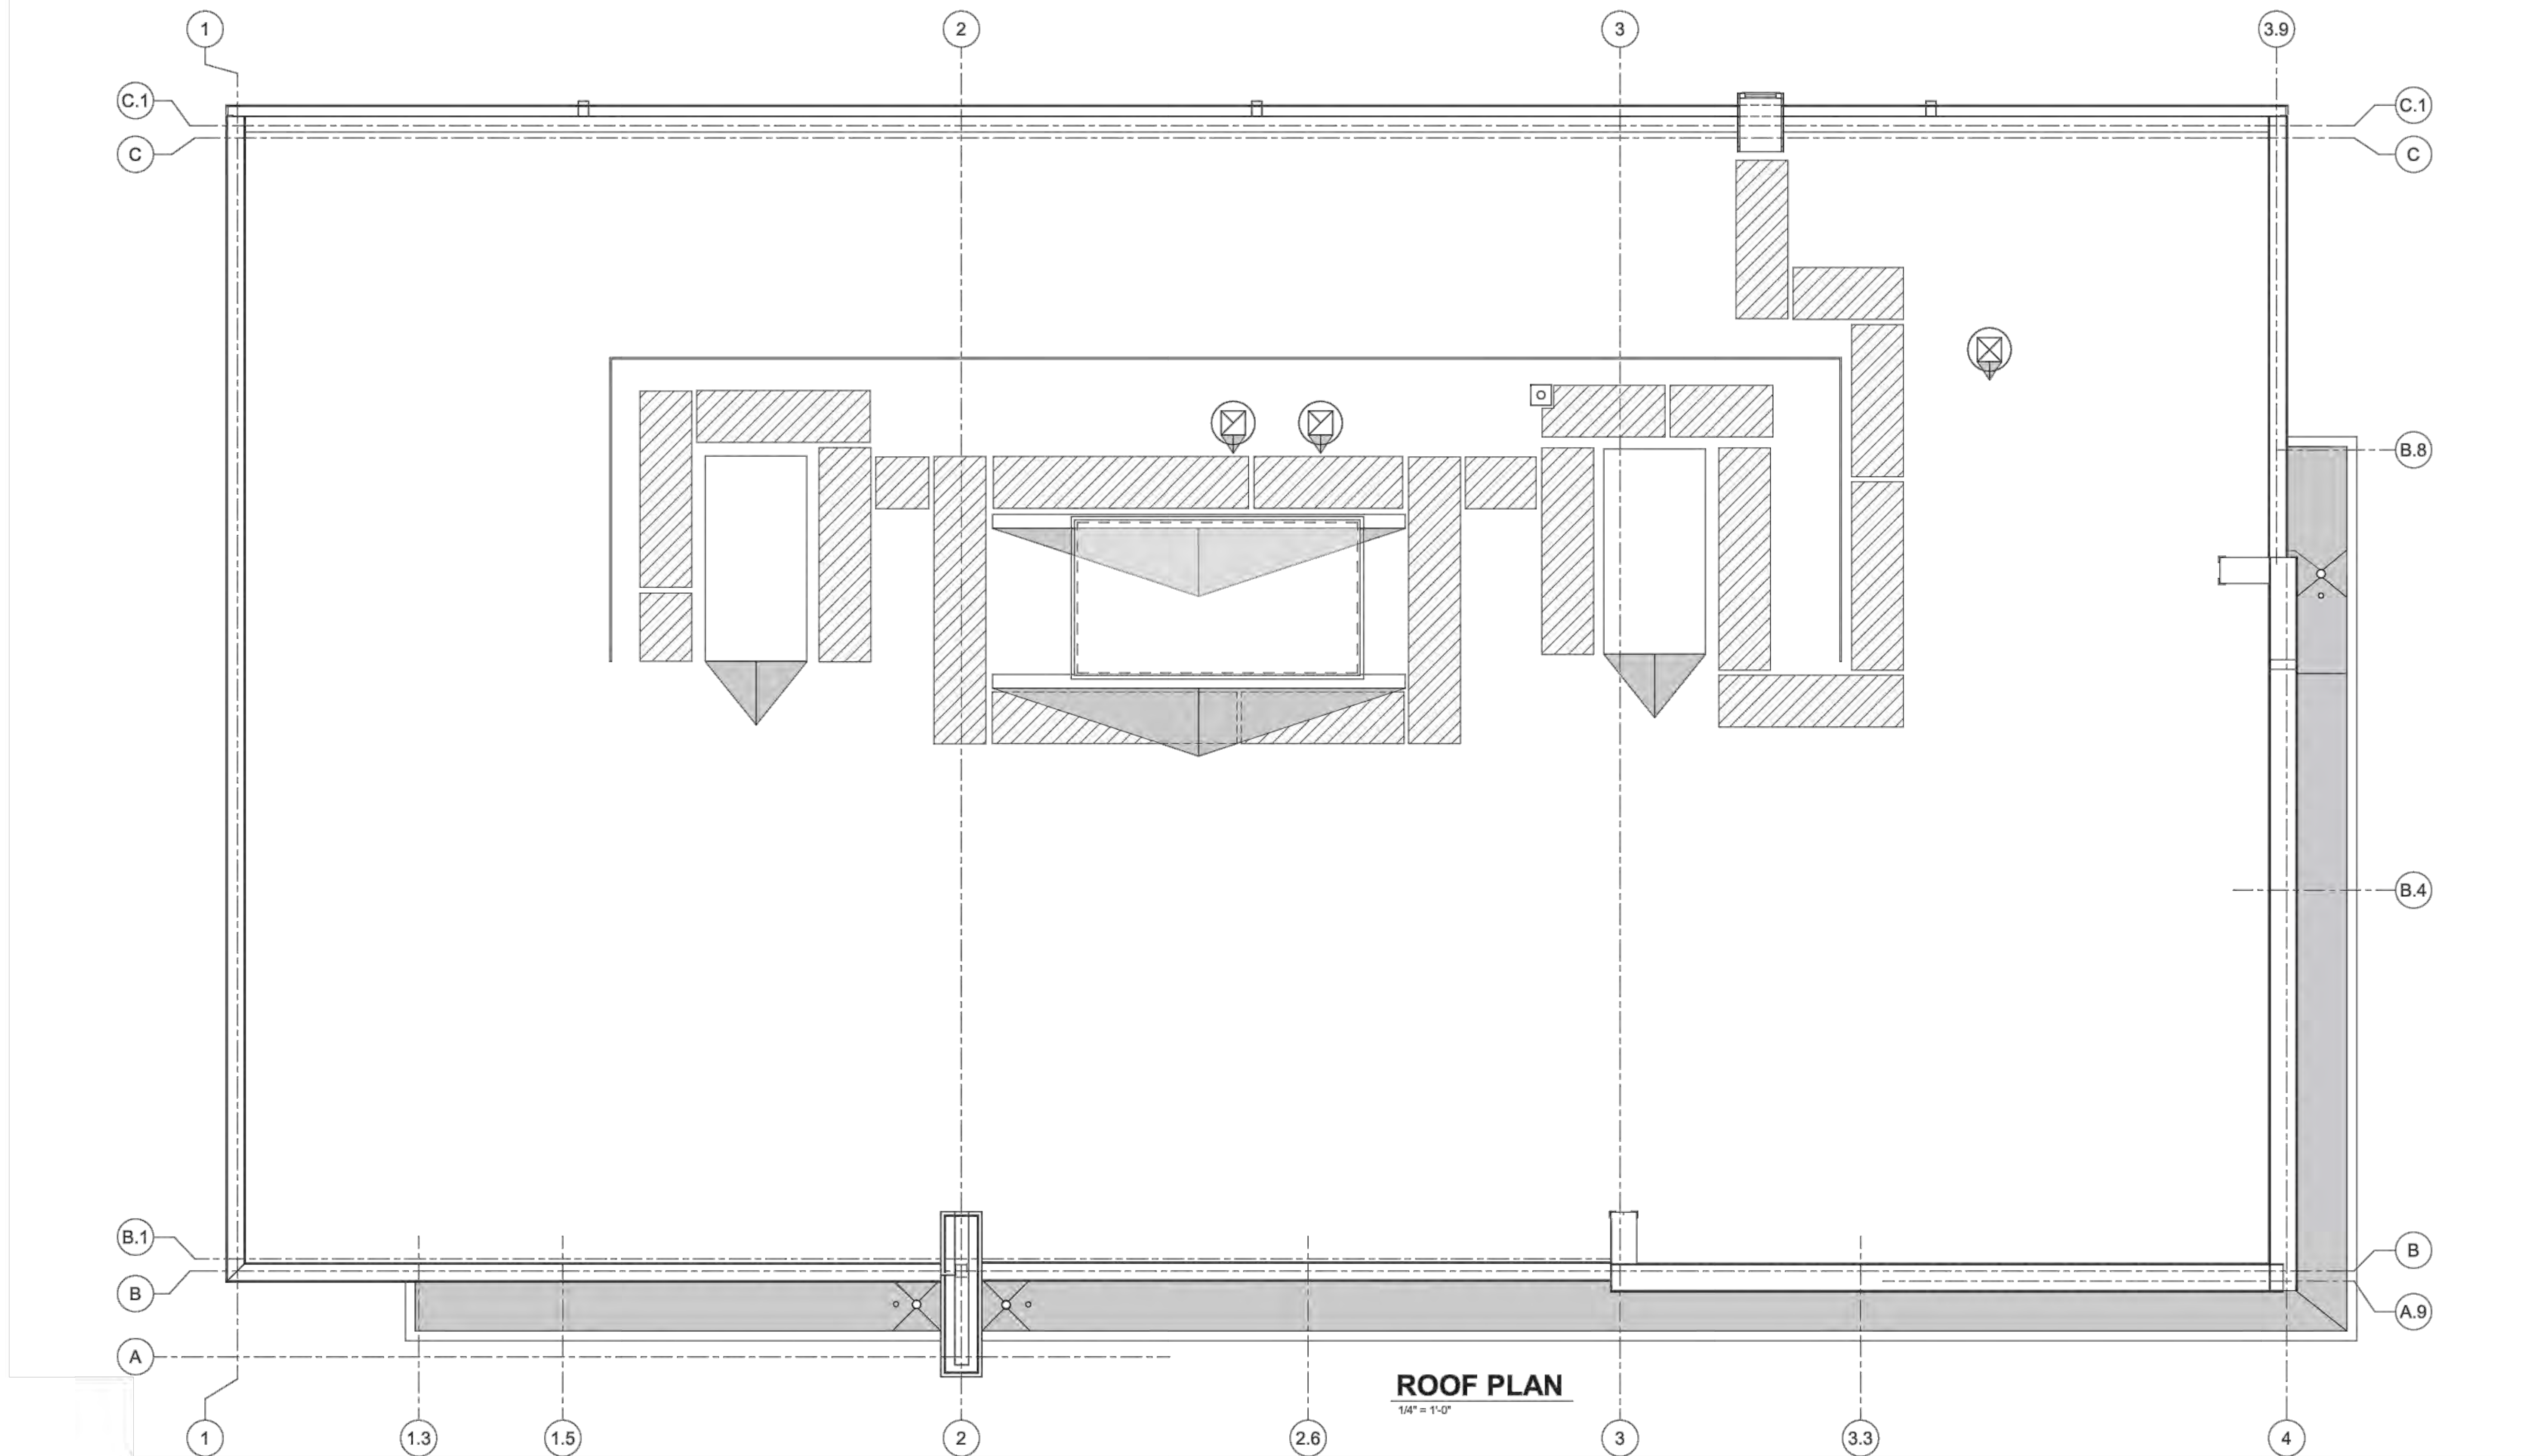 1 2 3 3.9
C.1 C.1
C C
B.8
B.4
B.1 B
B A.9
A
ROOF PLAN
1/4" = 1'-0"
1 1.3 1.5 2 2.6 3 3.3 4